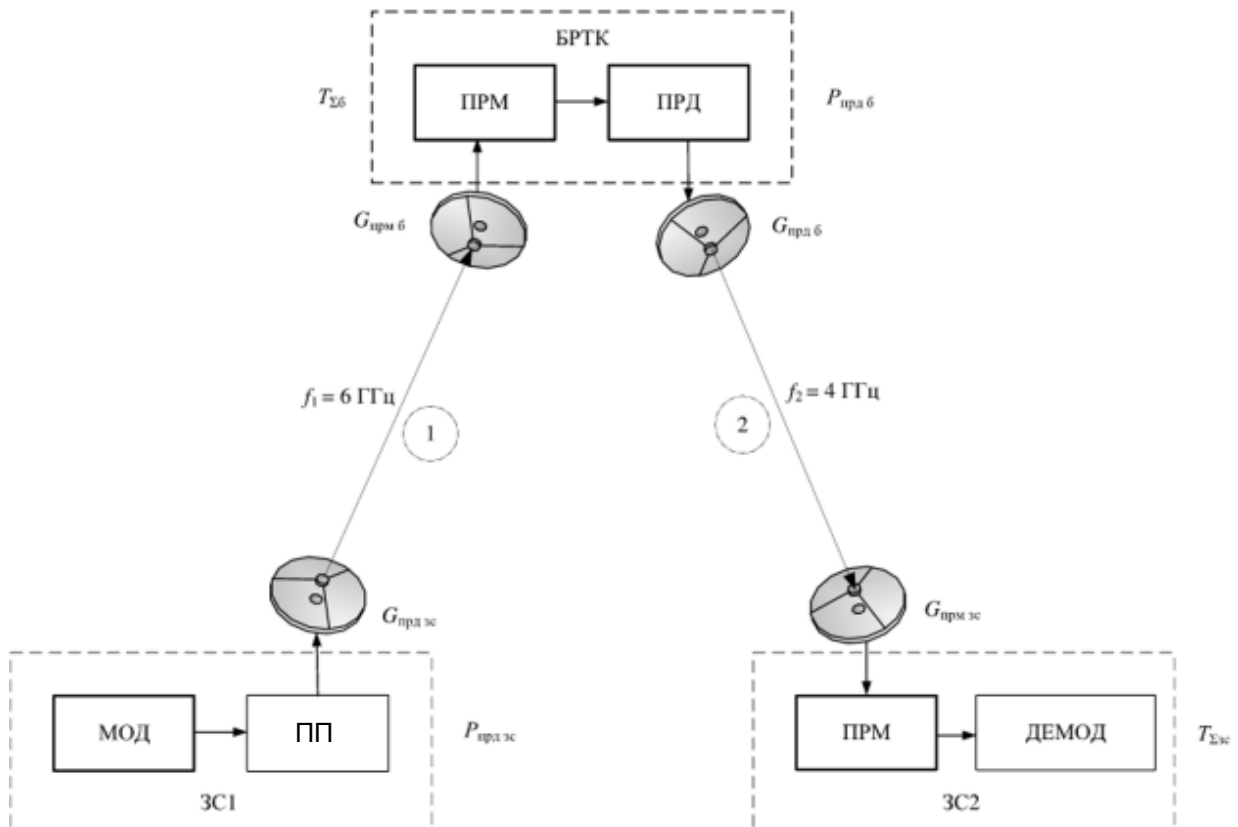 БРТК
ПРМ
ПРД
TΣб
Pпрд б
Gпрм б
Gпрд б
f1 = 6 ГГц
f2 = 4 ГГц
1
2
Gпрд зс
Gпрм зс
МОД
ПП
Pпрд зс
ПРМ
ДЕМОД
TΣзс
ЗС1
ЗС2